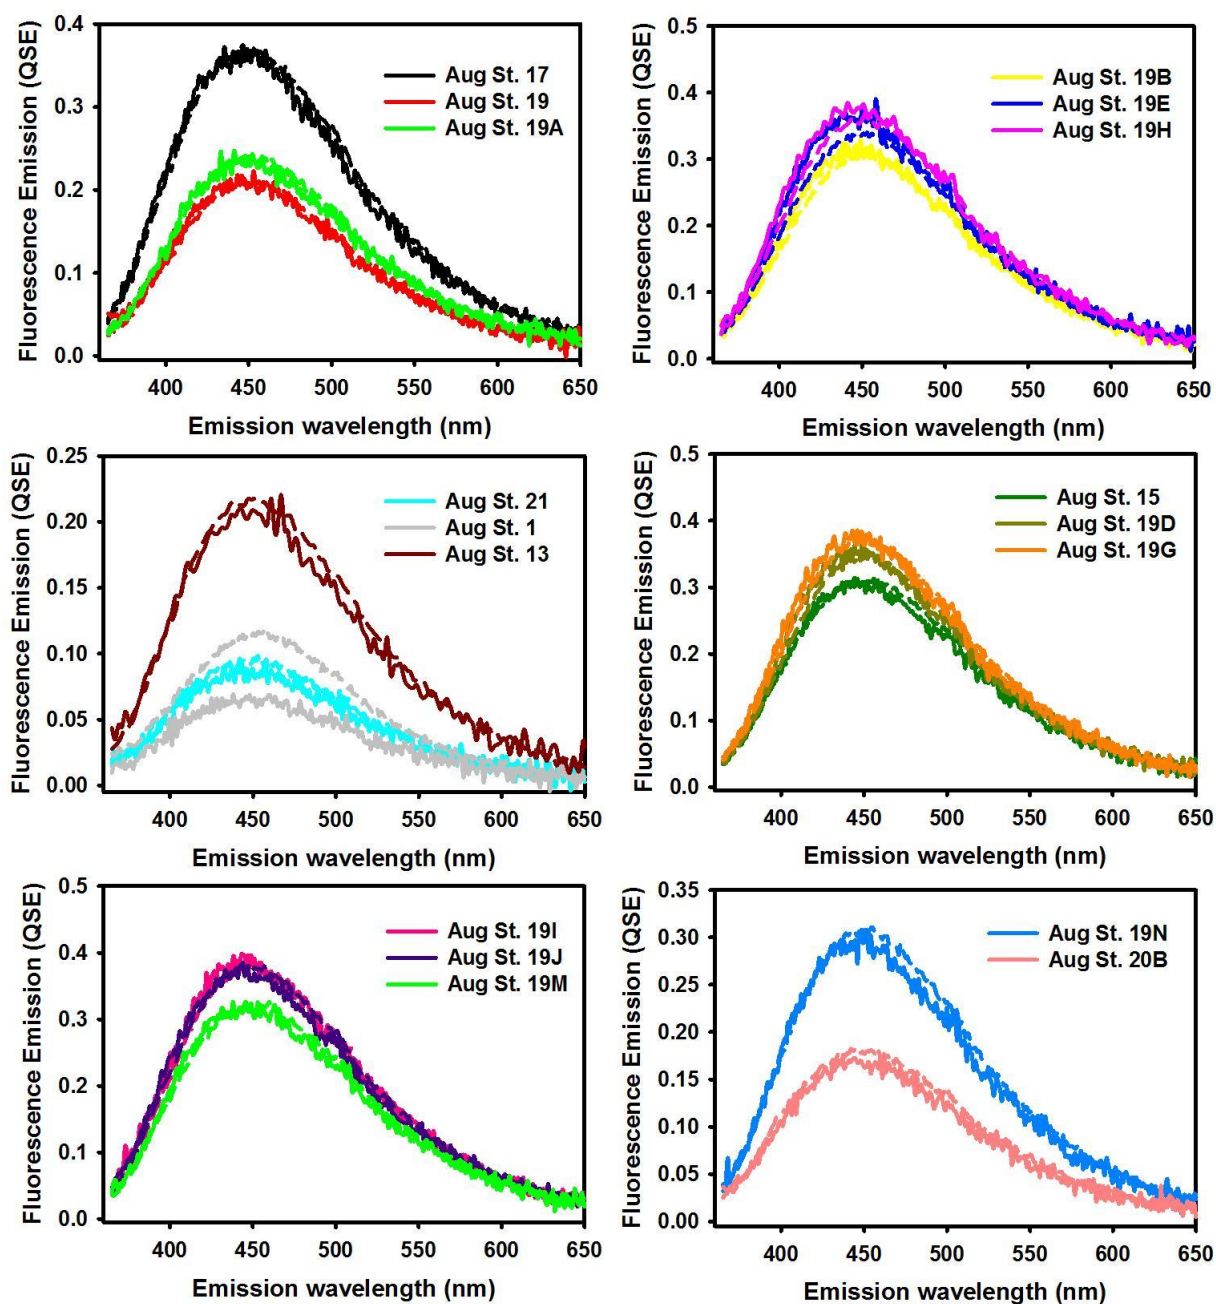 Fluorescence Emission (QSE)
0.4
0.3
0.2
0.1
0.0
Aug St. 17
Aug St. 19
Aug St. 19A
400 450 500 550 600 650
Emission wavelength (nm)
Fluorescence Emission (QSE)
0.5
0.4
0.3
0.2
0.1
0.0
Aug St. 19B
Aug St. 19E
Aug St. 19H
400 450 500 550 600 650
Emission wavelength (nm)
Fluorescence Emission (QSE)
0.25
0.20
0.15
0.10
0.05
0.00
Aug St. 21
Aug St. 1
Aug St. 13
400 450 500 550 600 650
Emission wavelength (nm)
Fluorescence Emission (QSE)
0.5
0.4
0.3
0.2
0.1
0.0
Aug St. 15
Aug St. 19D
Aug St. 19G
400 450 500 550 600 650
Emission wavelength (nm)
Fluorescence Emission (QSE)
0.5
0.4
0.3
0.2
0.1
0.0
Aug St. 19I
Aug St. 19J
Aug St. 19M
400 450 500 550 600 650
Emission wavelength (nm)
Fluorescence Emission (QSE)
0.35
0.30
0.25
0.20
0.15
0.10
0.05
0.00
Aug St. 19N
Aug St. 20B
400 450 500 550 600 650
Emission wavelength (nm)